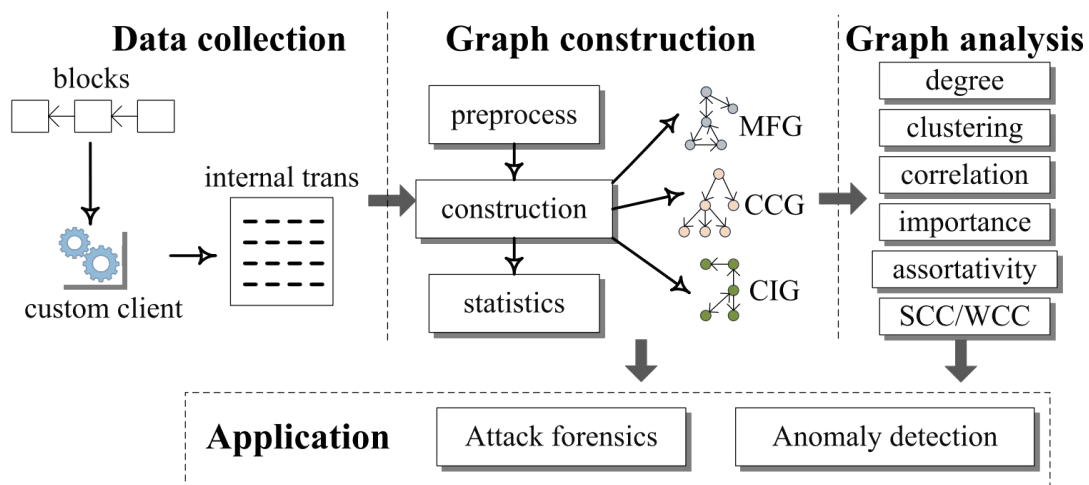 Data collection
blocks
internal trans
custom client
Graph construction
preprocess
construction
statistics
MFG
CCG
CIG
Graph analysis
degree
clustering
correlation
importance
assortativity
SCC/WCC
Application
Attack forensics
Anomaly detection